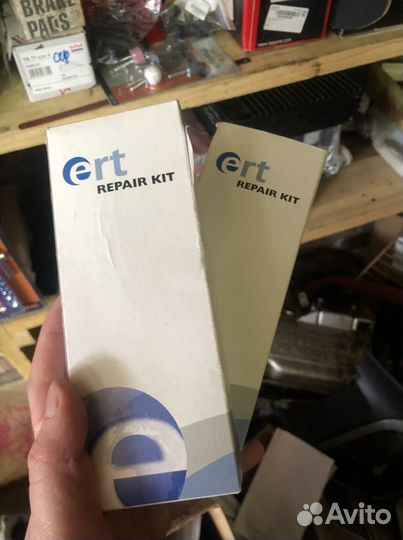 BRAKE
PADS
ert
REPAIR KIT
ert
REPAIR KIT
e
Avito